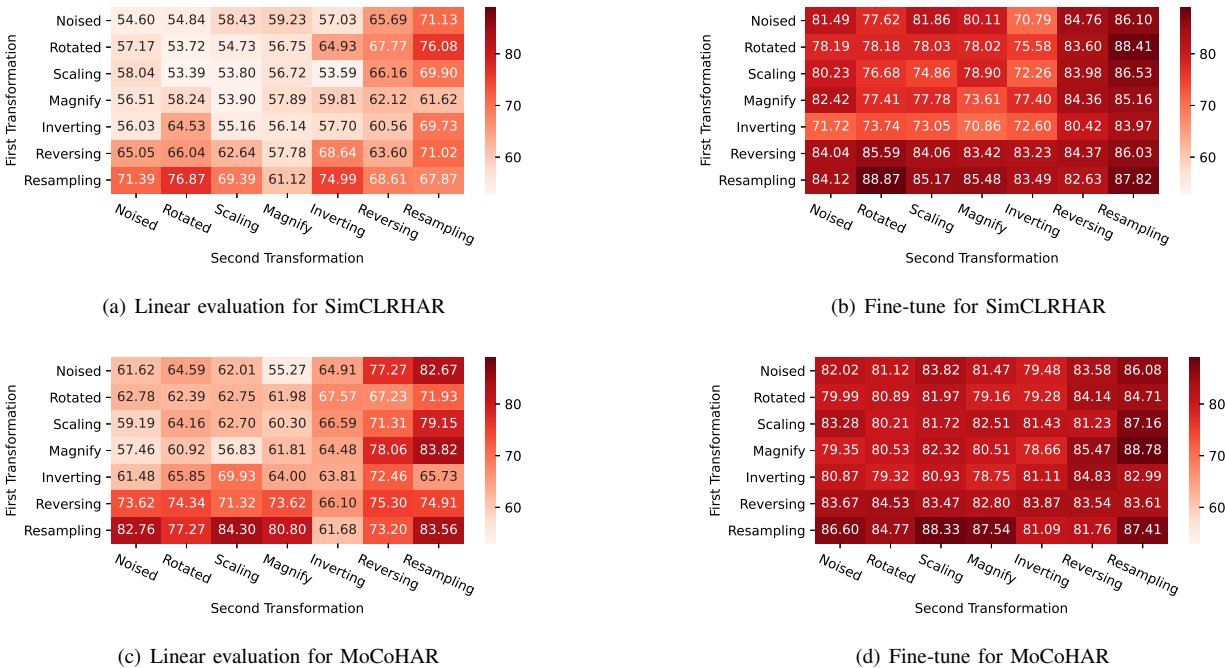 First Transformation
Noised 54.60 54.84 58.43 59.23 57.03 65.69 71.13
Rotated 57.17 53.72 54.73 56.75 64.93 67.77 76.08
Scaling 58.04 53.39 53.80 56.72 53.59 66.16 69.90
Magnify 56.51 58.24 53.90 57.89 59.81 62.12 61.62
Inverting 56.03 64.53 55.16 56.14 57.70 60.56 69.73
Reversing 65.05 66.04 62.64 57.78 68.64 63.60 71.02
Resampling 71.39 76.87 69.39 61.12 74.99 68.61 67.87
Noised Rotated Scaling Magnify Inverting Reversing Resampling
Second Transformation
80
70
60
(a) Linear evaluation for SimCLRHAR
First Transformation
Noised 81.49 77.62 81.86 80.11 70.79 84.76 86.10
Rotated 78.19 78.18 78.03 78.02 75.58 83.60 88.41
Scaling 80.23 76.68 74.86 78.90 72.26 83.98 86.53
Magnify 82.42 77.41 77.78 73.61 77.40 84.36 85.16
Inverting 71.72 73.74 73.05 70.86 72.60 80.42 83.97
Reversing 84.04 85.59 84.06 83.42 83.23 84.37 86.03
Resampling 84.12 88.87 85.17 85.48 83.49 82.63 87.82
Noised Rotated Scaling Magnify Inverting Reversing Resampling
Second Transformation
80
70
60
(b) Fine-tune for SimCLRHAR
First Transformation
Noised 61.62 64.59 62.01 55.27 64.91 77.27 82.67
Rotated 62.78 62.39 62.75 61.98 67.57 67.23 71.93
Scaling 59.19 64.16 62.70 60.30 66.59 71.31 79.15
Magnify 57.46 60.92 56.83 61.81 64.48 78.06 83.82
Inverting 61.48 65.85 69.93 64.00 63.81 72.46 65.73
Reversing 73.62 74.34 71.32 73.62 66.10 75.30 74.91
Resampling 82.76 77.27 84.30 80.80 61.68 73.20 83.56
Noised Rotated Scaling Magnify Inverting Reversing Resampling
Second Transformation
80
70
60
(c) Linear evaluation for MoCoHAR
First Transformation
Noised 82.02 81.12 83.82 81.47 79.48 83.58 86.08
Rotated 79.99 80.89 81.97 79.16 79.28 84.14 84.71
Scaling 83.28 80.21 81.72 82.51 81.43 81.23 87.16
Magnify 79.35 80.53 82.32 80.51 78.66 85.47 88.78
Inverting 80.87 79.32 80.93 78.75 81.11 84.83 82.99
Reversing 83.67 84.53 83.47 82.80 83.87 83.54 83.61
Resampling 86.60 84.77 88.33 87.54 81.09 81.76 87.41
Noised Rotated Scaling Magnify Inverting Reversing Resampling
Second Transformation
80
70
60
(d) Fine-tune for MoCoHAR